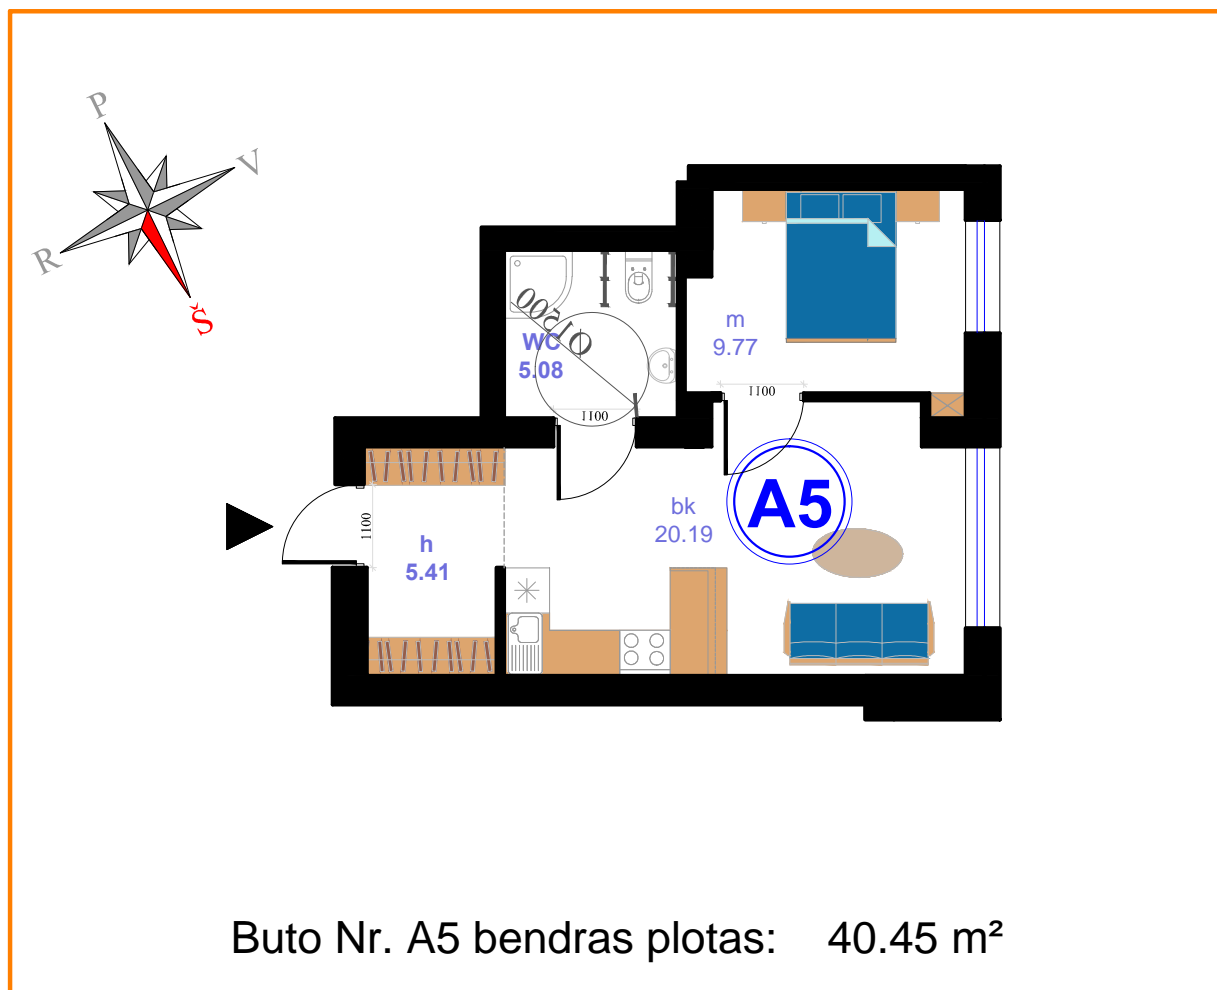 P
V
R
Š
m
9.77
Ø1500
WC
5.08
1100
1100
bk
20.19
A5
1100
h
5.41
Buto Nr. A5 bendras plotas: 40.45 m²